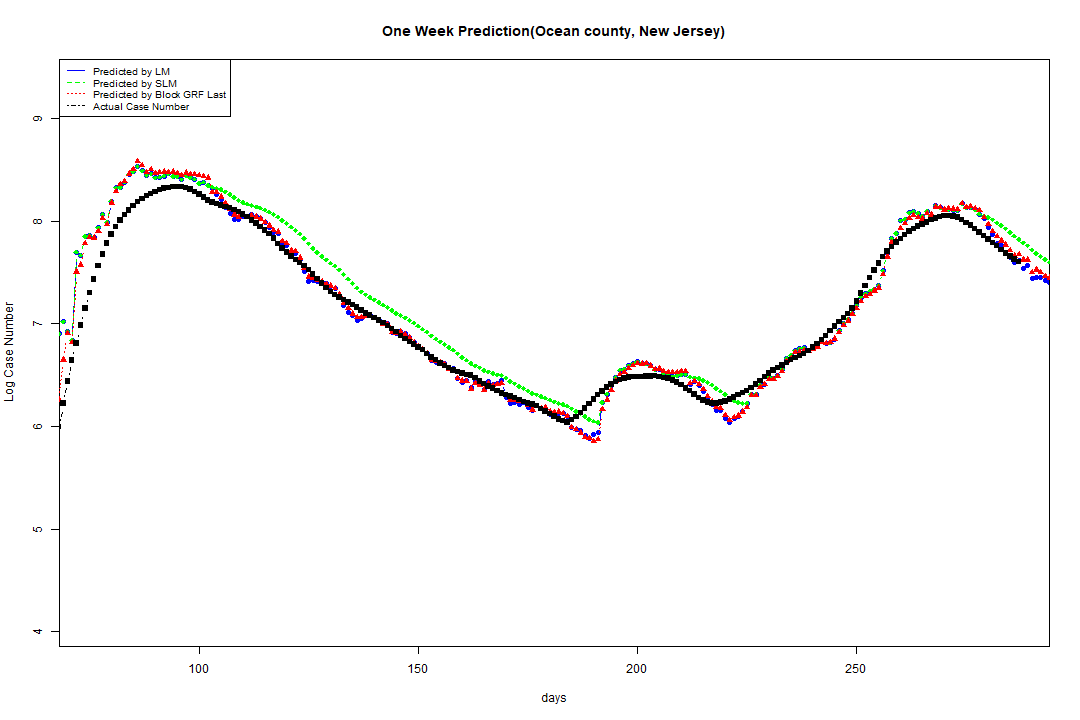 One Week Prediction(Ocean county, New Jersey)
Predicted by LM
Predicted by SLM
Predicted by Block GRF Last
Actual Case Number
9
8
7
6
5
4
Log Case Number
100
150
200
250
days